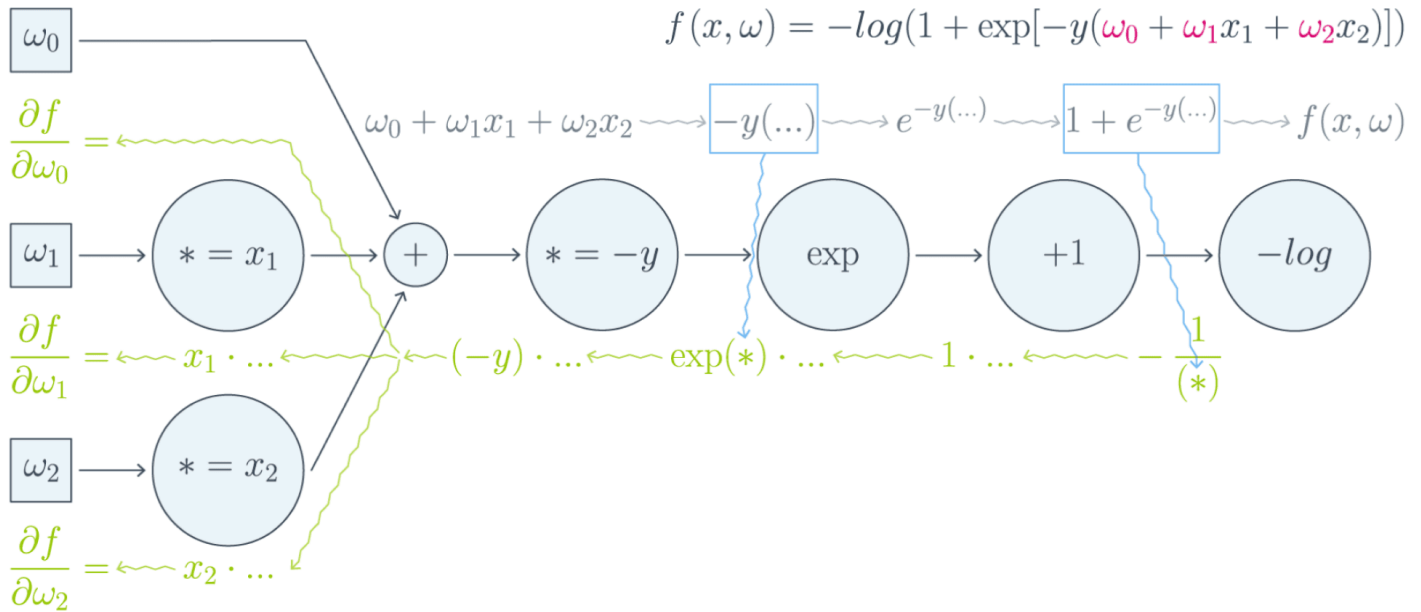 ω₀
f(x, ω) = −log(1 + exp[−y(ω₀ + ω₁x₁ + ω₂x₂)])
ω₀ + ω₁x₁ + ω₂x₂
−y(...)
e^{−y(...)}
1 + e^{−y(...)}
f(x, ω)
∂f/∂ω₀ =
ω₁
* = x₁
+
* = −y
exp
+1
−log
∂f/∂ω₁ =
x₁ · ...
(−y) · ...
exp(*) · ...
1 · ...
− 1/(*)
ω₂
* = x₂
∂f/∂ω₂ =
x₂ · ...